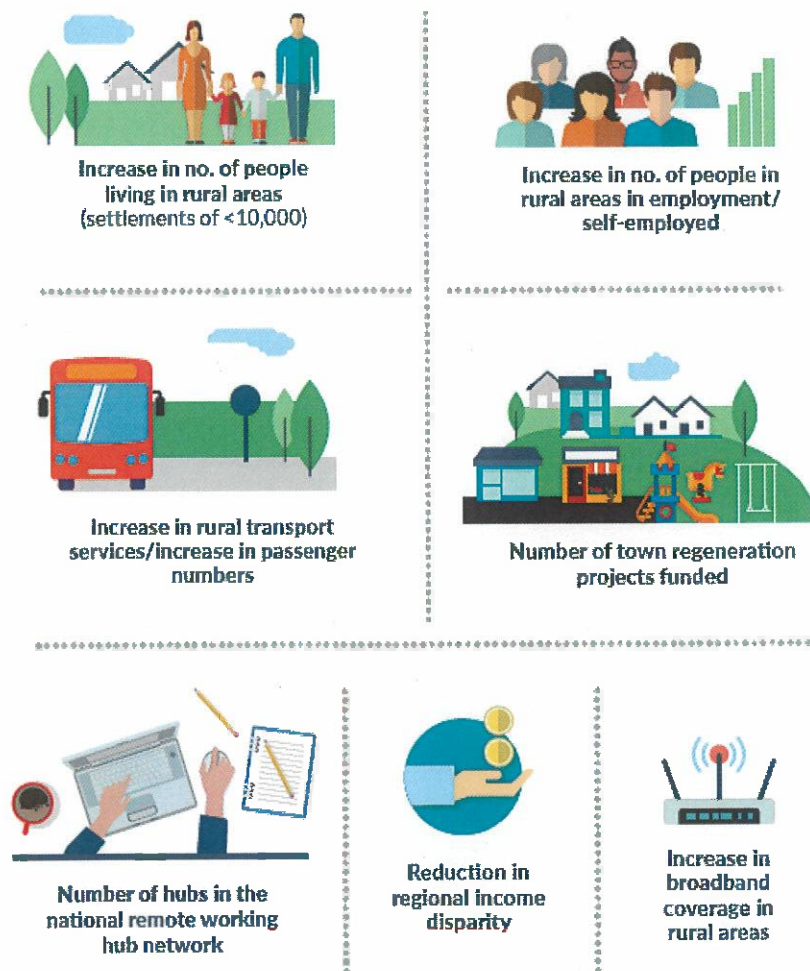 Increase in no. of people
living in rural areas
(settlements of <10,000)
Increase in no. of people in
rural areas in employment/
self-employed
Increase in rural transport
services/increase in passenger
numbers
Number of town regeneration
projects funded
Number of hubs in the
national remote working
hub network
Reduction in
regional income
disparity
Increase in
broadband
coverage in
rural areas